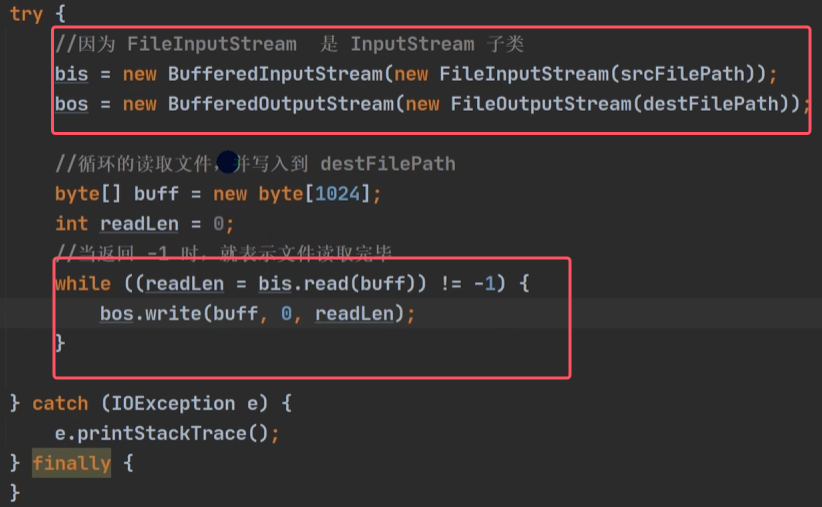 try {
//因为 FileInputStream 是 InputStream 子类
bis = new BufferedInputStream(new FileInputStream(srcFilePath));
bos = new BufferedOutputStream(new FileOutputStream(destFilePath));
//循环的读取文件，并写入到 destFilePath
byte[] buff = new byte[1024];
int readLen = 0;
//当返回 -1 时，就表示文件读取完毕
while ((readLen = bis.read(buff)) != -1) {
bos.write(buff, 0, readLen);
}
} catch (IOException e) {
e.printStackTrace();
} finally {
}